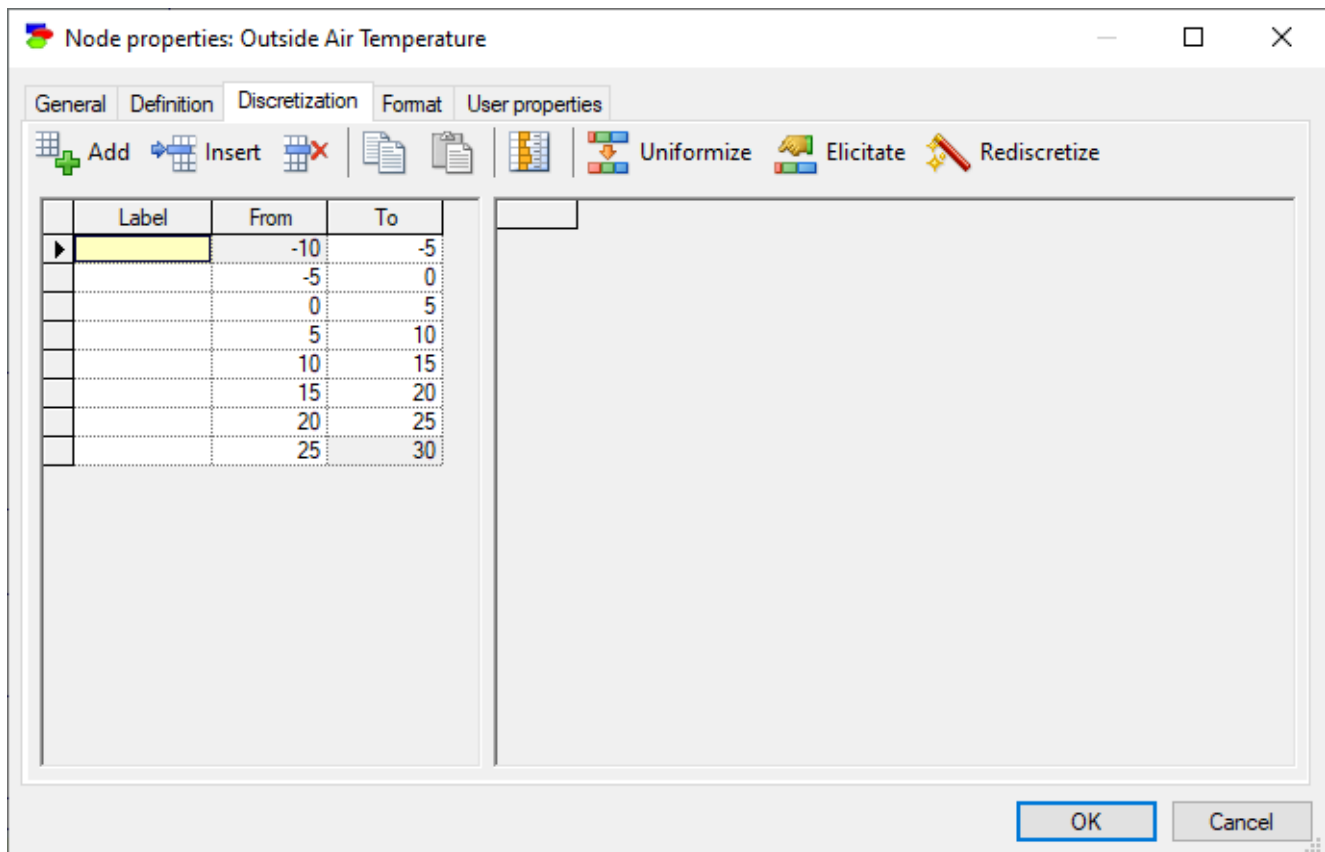 Node properties: Outside Air Temperature
General Definition Discretization Format User properties
Add Insert Uniformize Elicitate Rediscretize
Label From To
-10 -5
-5 0
0 5
5 10
10 15
15 20
20 25
25 30
OK Cancel